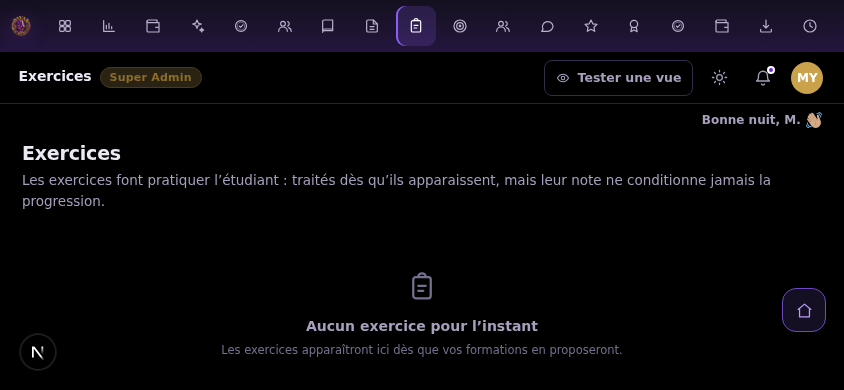 Exercices
Super Admin
Tester une vue
MY
Bonne nuit, M. 👋🏼
Exercices
Les exercices font pratiquer l’étudiant : traités dès qu’ils apparaissent, mais leur note ne conditionne jamais la
progression.
Aucun exercice pour l’instant
Les exercices apparaîtront ici dès que vos formations en proposeront.
N